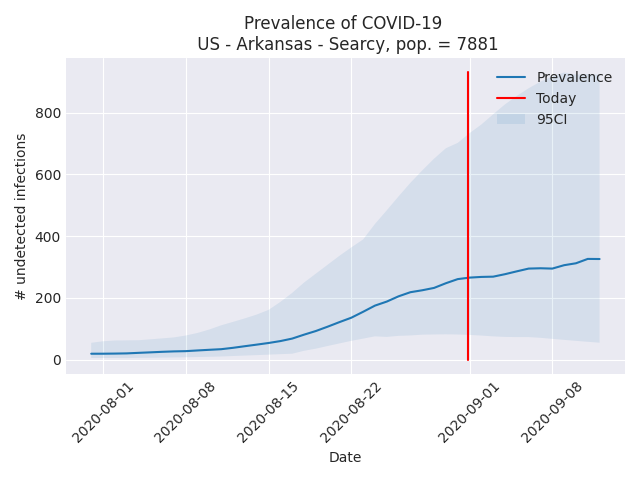 Prevalence of COVID-19
US - Arkansas - Searcy, pop. = 7881
Prevalence
Today
95CI
# undetected infections
800
600
400
200
0
2020-08-01
2020-08-08
2020-08-15
2020-08-22
2020-09-01
2020-09-08
Date